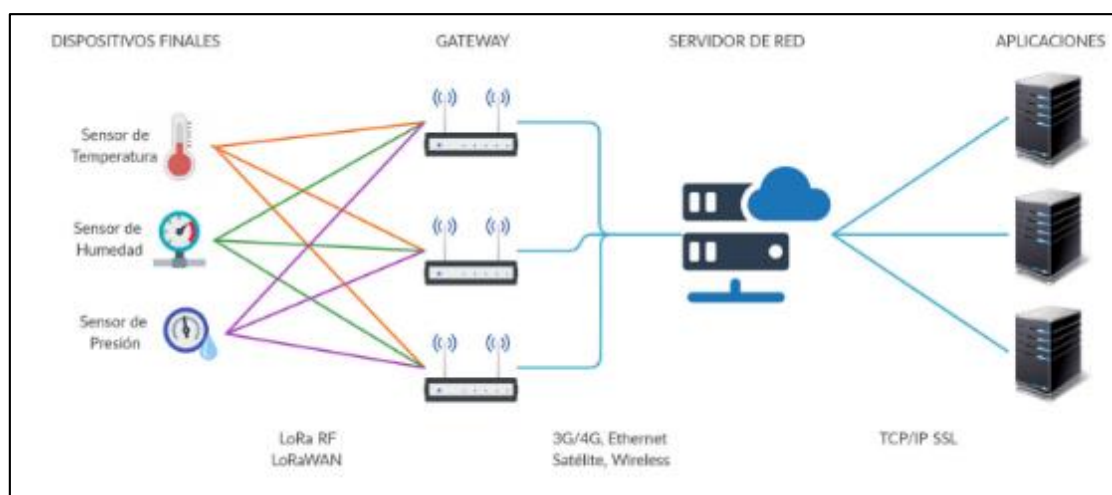 DISPOSITIVOS FINALES
GATEWAY
SERVIDOR DE RED
APLICACIONES
Sensor de
Temperatura
Sensor de
Humedad
Sensor de
Presión
LoRa RF
LoRaWAN
3G/4G, Ethernet
Satélite, Wireless
TCP/IP SSL